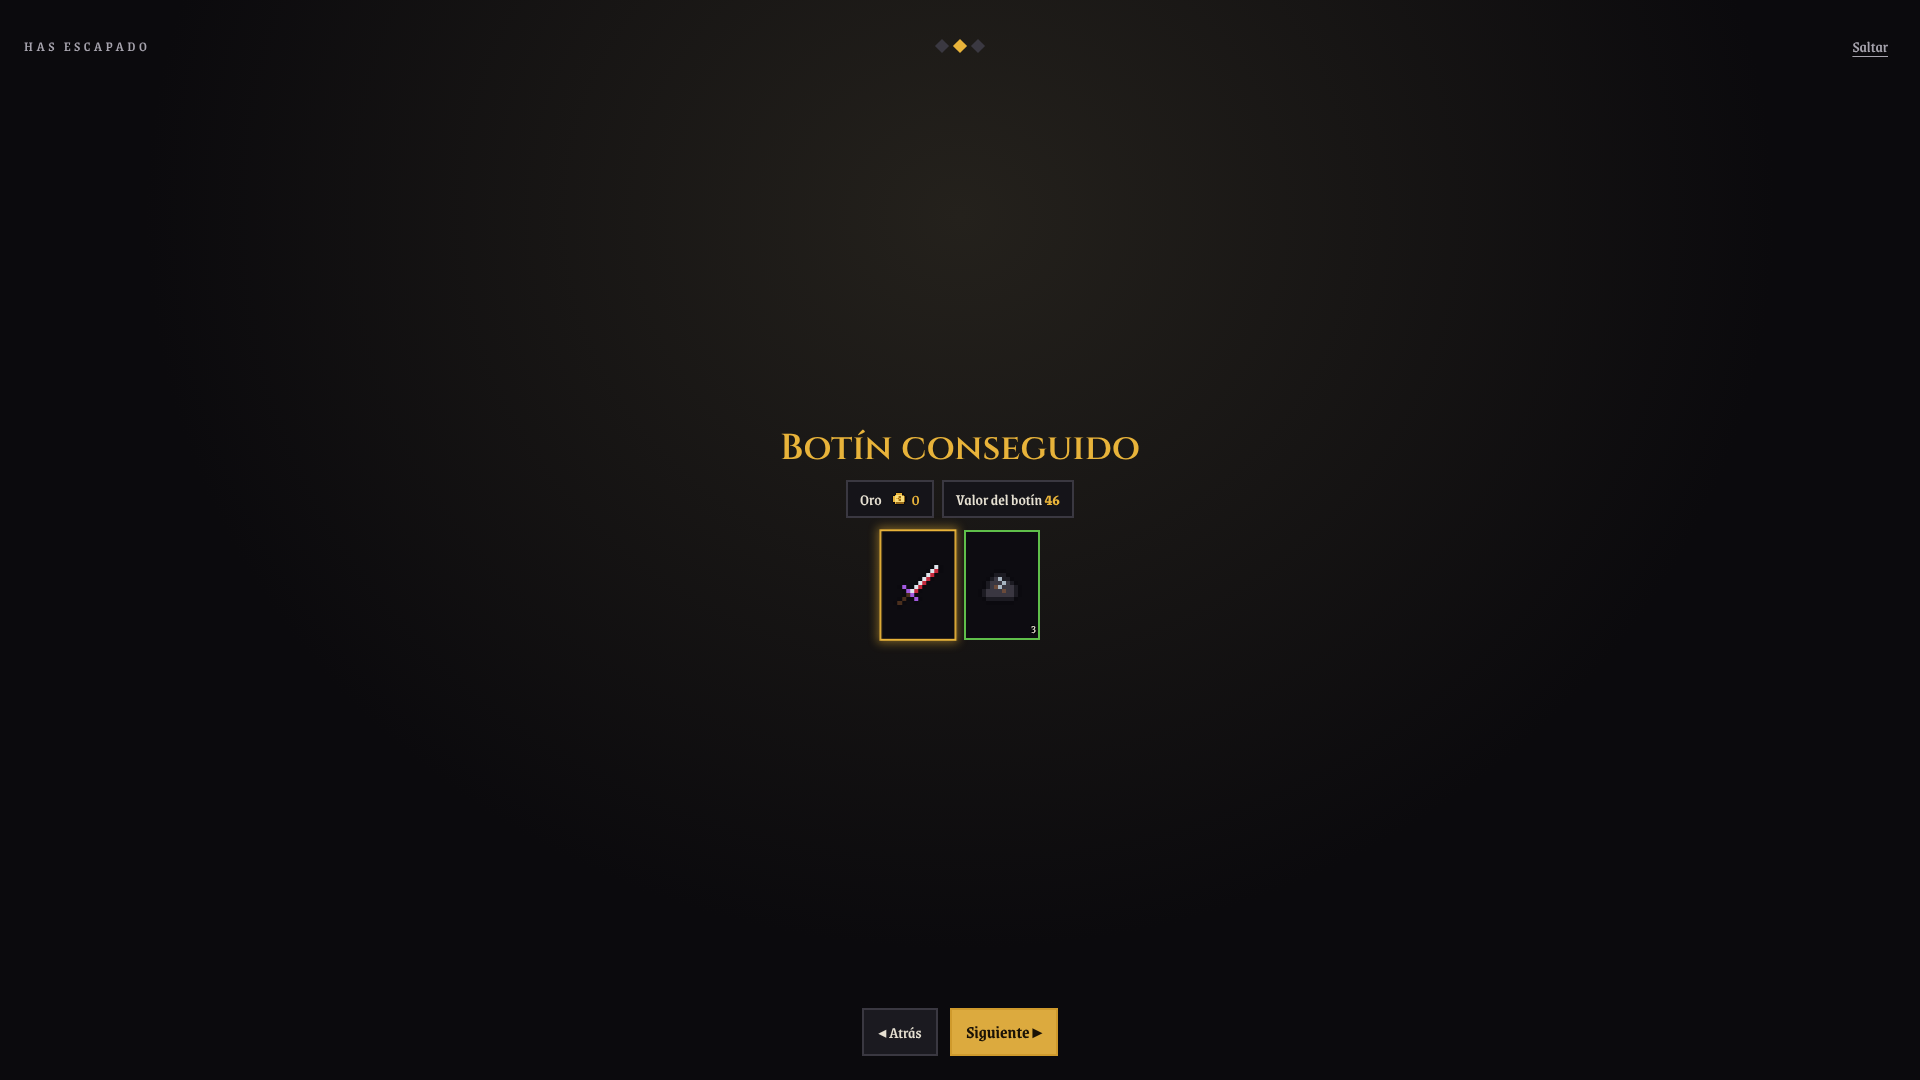 HAS ESCAPADO
Saltar
Botín conseguido
Oro 0
Valor del botín 46
3
◂ Atrás
Siguiente ▸